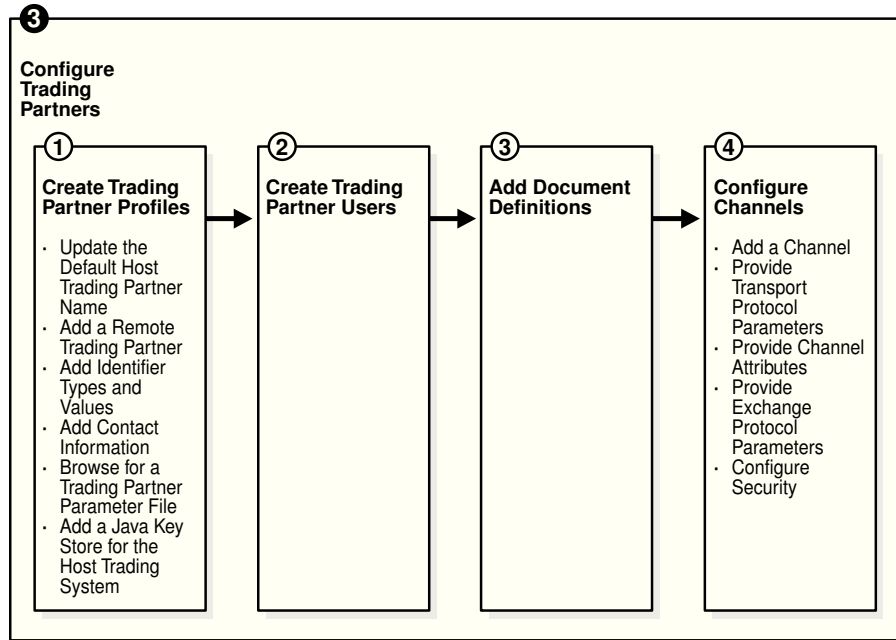 3
Configure
Trading
Partners
1
Create Trading
Partner Profiles
· Update the
Default Host
Trading Partner
Name
· Add a Remote
Trading Partner
· Add Identifier
Types and
Values
· Add Contact
Information
· Browse for a
Trading Partner
Parameter File
· Add a Java Key
Store for the
Host Trading
System
2
Create Trading
Partner Users
3
Add Document
Definitions
4
Configure
Channels
· Add a Channel
· Provide
Transport
Protocol
Parameters
· Provide Channel
Attributes
· Provide
Exchange
Protocol
Parameters
· Configure
Security